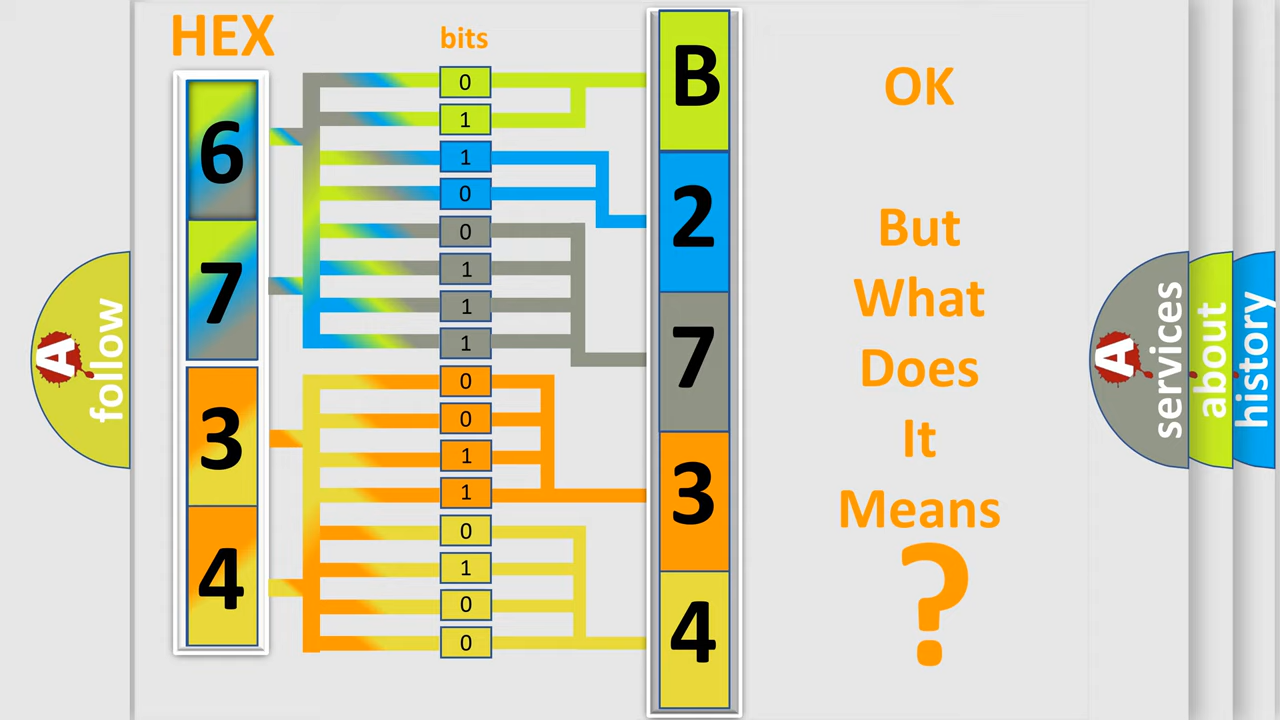 HEX
bits
6
7
3
4
0
1
1
0
0
1
1
1
0
0
1
1
0
1
0
0
B
2
7
3
4
OK
But
What
Does
It
Means
?
A
follow
A
services
about
history